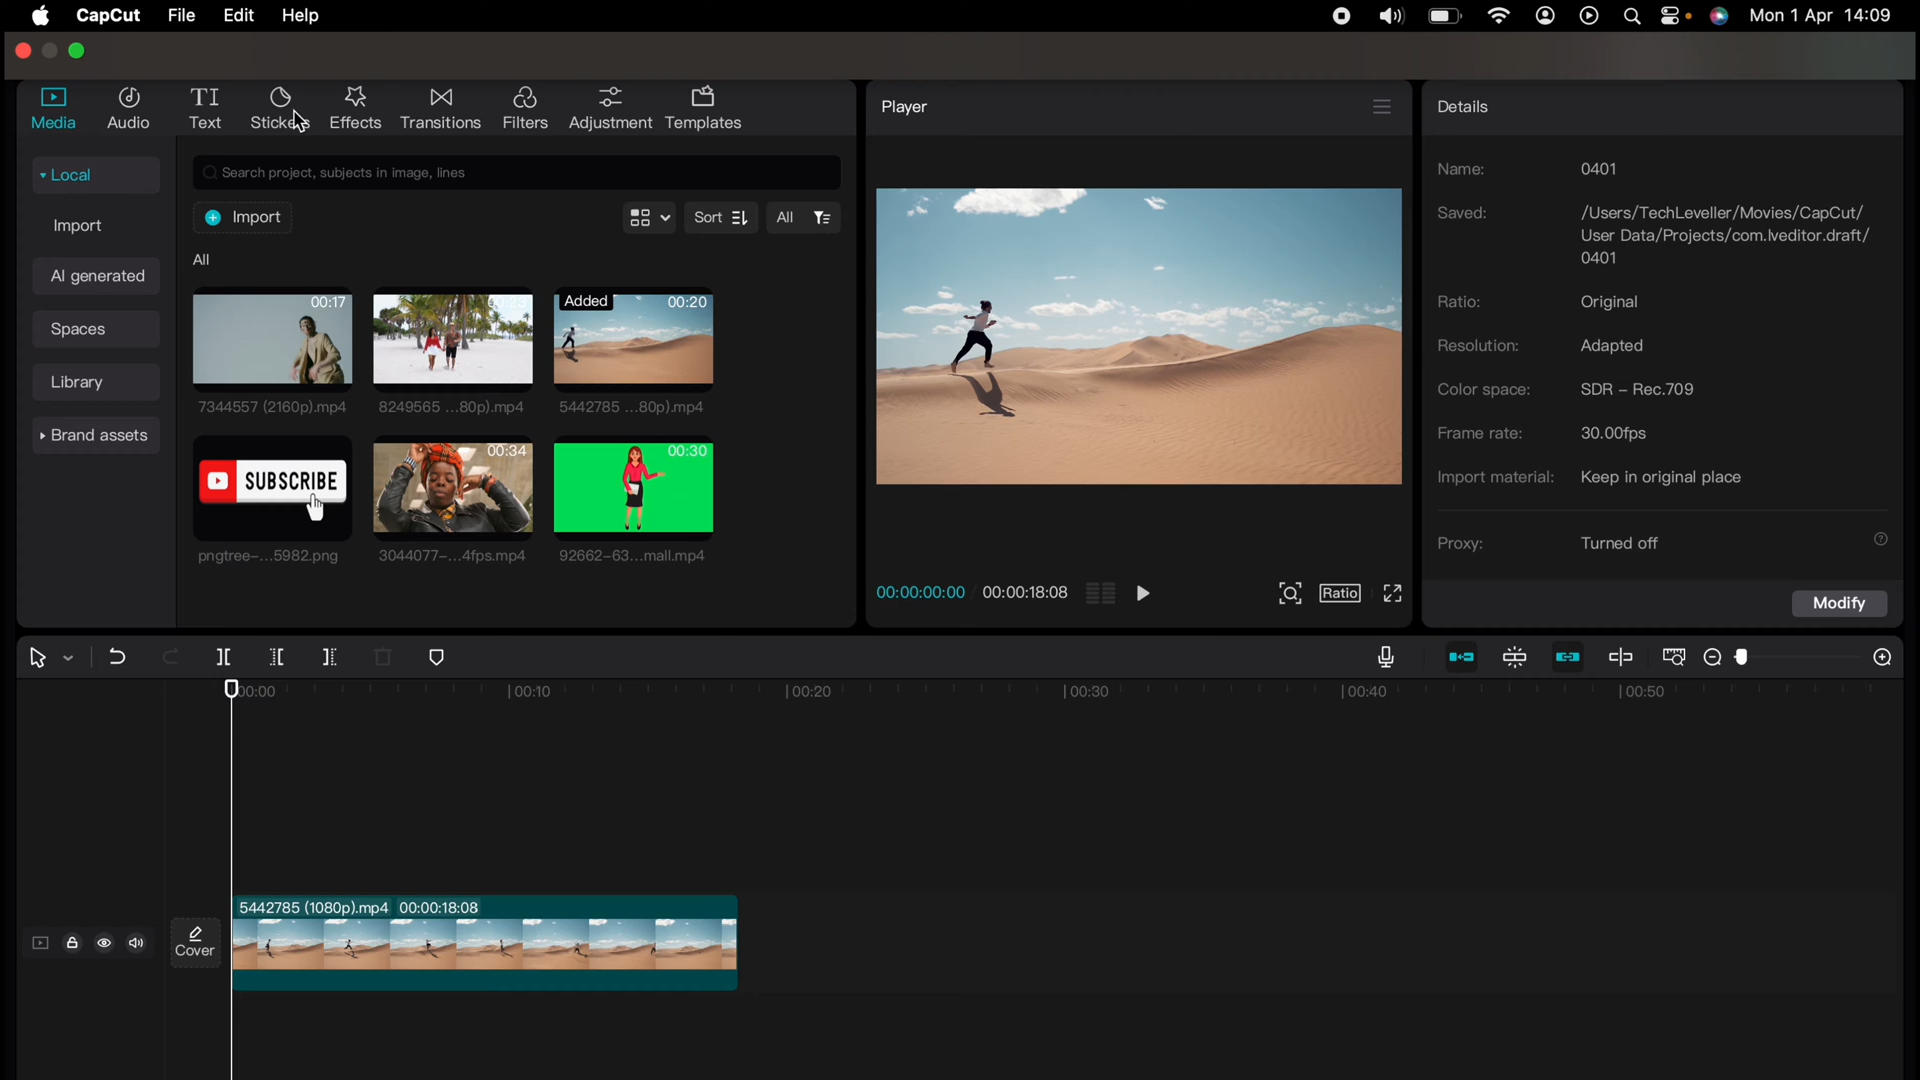 CapCut File Edit Help Mon 1 Apr 14:09
Media Audio Text Stickers Effects Transitions Filters Adjustment Templates
Local
Import
AI generated
Spaces
Library
Brand assets
Search project, subjects in image, lines
Import Sort All
All
00:17
Added 00:20
7344557 (2160p).mp4 8249565 ...80p).mp4 5442785 ...80p).mp4
SUBSCRIBE
00:34
00:30
pngtree-...5982.png 3044077-...4fps.mp4 92662-63...mall.mp4
Player
00:00:00:00 / 00:00:18:08 Ratio
Details
Name: 0401
Saved: /Users/TechLeveller/Movies/CapCut/
User Data/Projects/com.lveditor.draft/
0401
Ratio: Original
Resolution: Adapted
Color space: SDR – Rec.709
Frame rate: 30.00fps
Import material: Keep in original place
Proxy: Turned off
Modify
00:00 00:10 00:20 00:30 00:40 00:50
5442785 (1080p).mp4 00:00:18:08
Cover